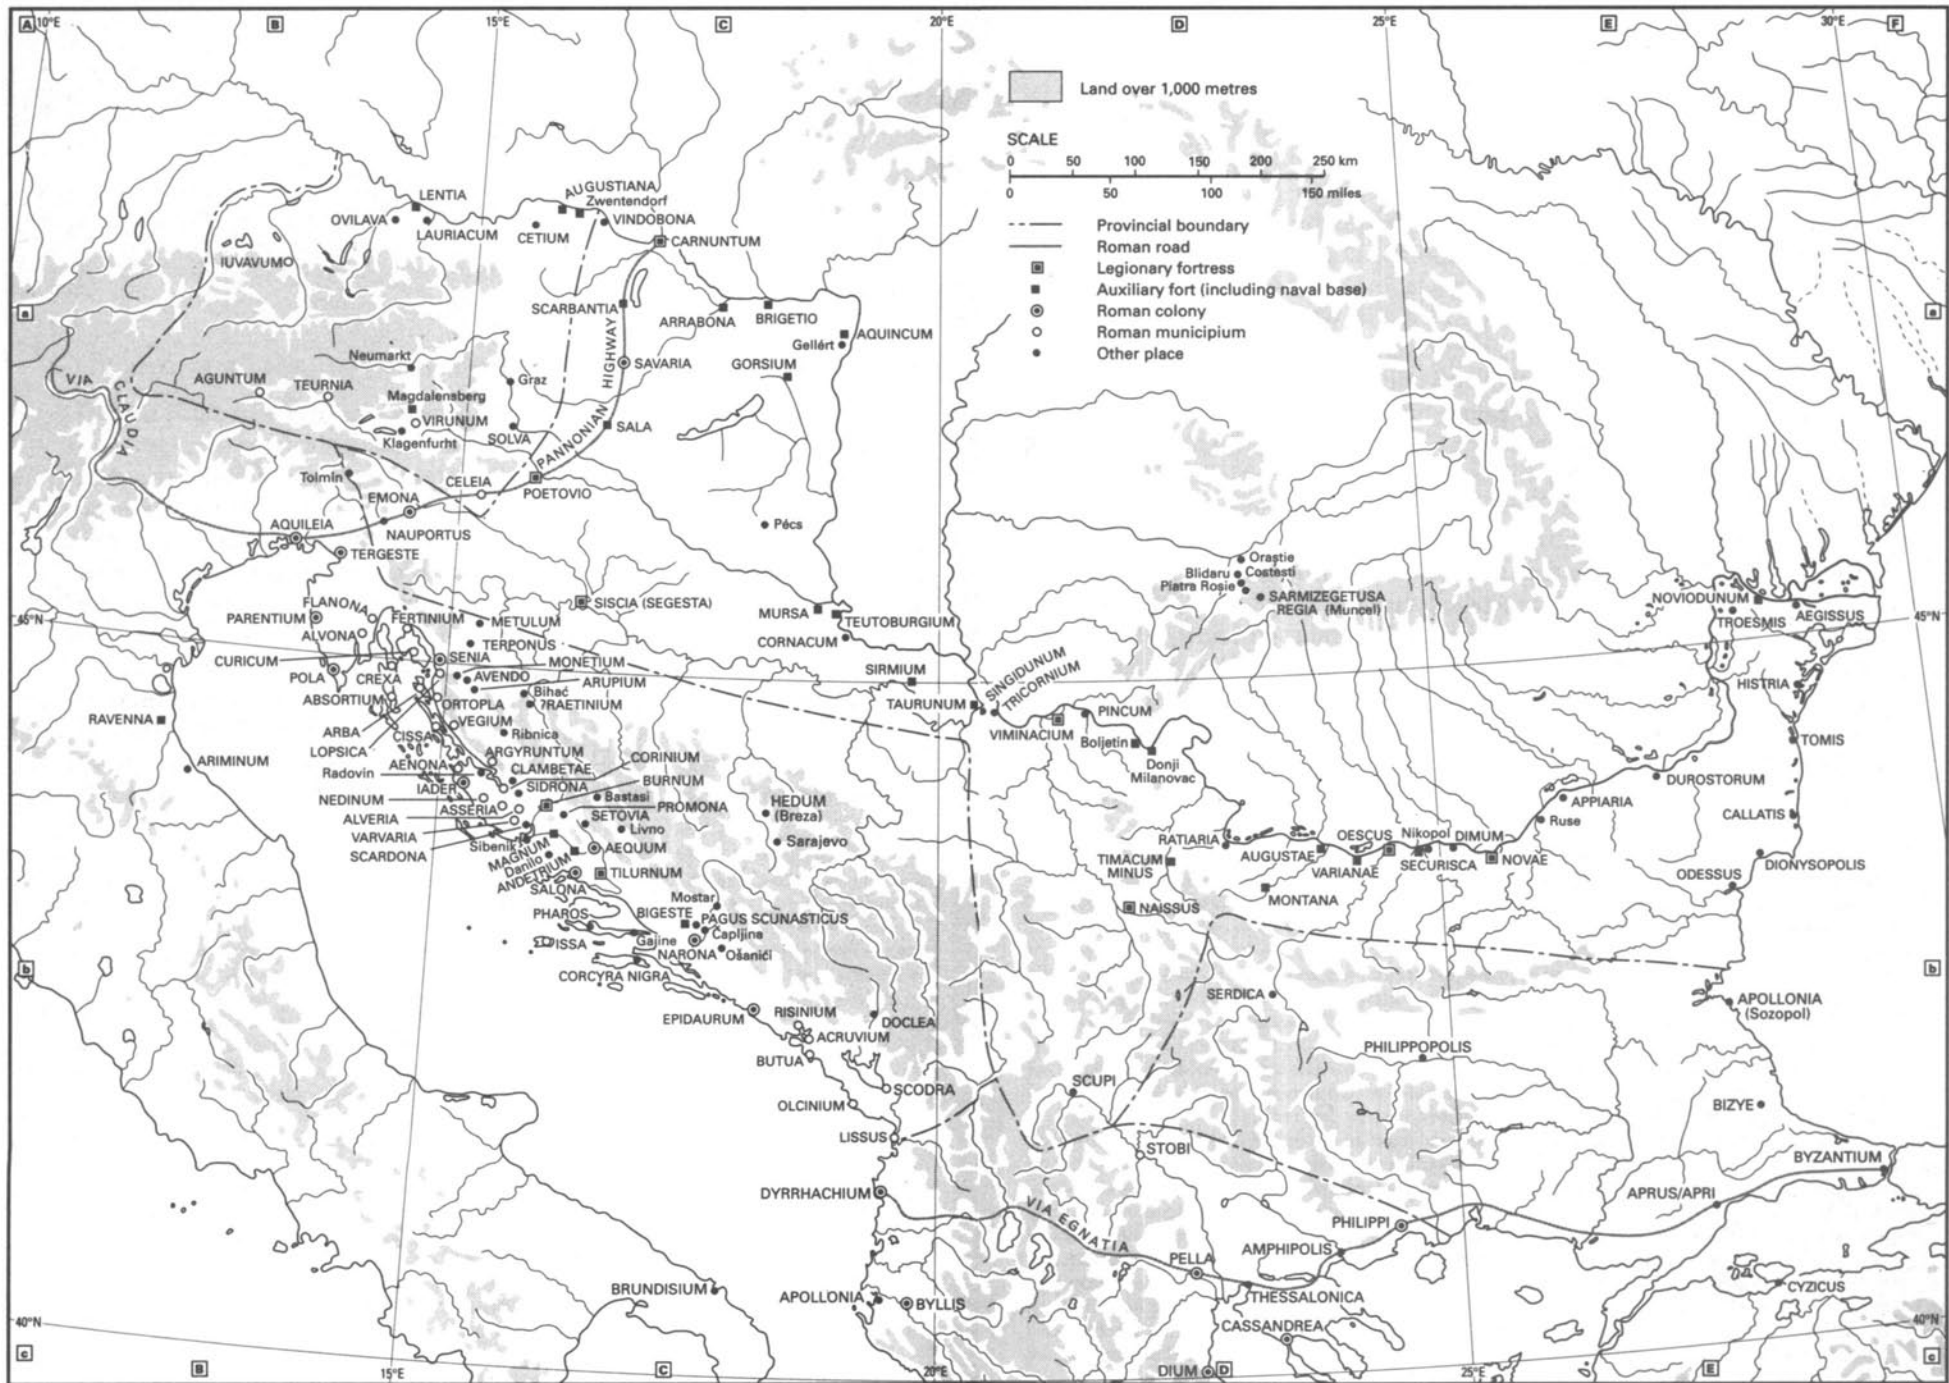 A
10°E
B
15°E
C
20°E
D
25°E
E
30°E
F
Land over 1,000 metres
SCALE
0 50 100 150 200 250 km
0 50 100 150 miles
Provincial boundary
Roman road
Legionary fortress
Auxiliary fort (including naval base)
Roman colony
Roman municipium
Other place
LENTIA
AUGUSTIANA
Zwentendorf
OVILAVA
LAURIACUM
CETIUM
VINDOBONA
CARNUNTUM
IUVAVUM
a
SCARBANTIA
ARRABONA
BRIGETIO
AQUINCUM
Gellért
a
PANNONIAN HIGHWAY
Neumarkt
SAVARIA
GORSIUM
VIA CLAUDIA
AGUNTUM
TEURNIA
Graz
Magdalensberg
VIRUNUM
Klagenfurht
SOLVA
SALA
Tolmin
CELEIA
EMONA
POETOVIO
AQUILEIA
NAUPORTUS
Pécs
TERGESTE
Orastie
Blidaru
Costesti
Piatra Rosie
SARMIZEGETUSA
REGIA (Muncel)
NOVIODUNUM
TROESMIS
AEGISSUS
45°N
45°N
FLANONA
PARENTIUM
FERTINIUM
SISCIA (SEGESTA)
METULUM
MURSA
TEUTOBURGIUM
CORNACUM
ALVONA
TERPONUS
CURICUM
SENIA
MONETIUM
POLA
CREXA
AVENDO
ARUPIUM
SIRMIUM
SINGIDUNUM
TRICORNIUM
ABSORTIUM
Bihać
?RAETINIUM
TAURUNUM
HISTRIA
ORTOPLA
RAVENNA
ARBA
VEGIUM
CISSA
Ribnica
VIMINACIUM
PINCUM
Boljetin
Donji
Milanovac
TOMIS
LOPSICA
ARGYRUNTUM
CORINIUM
ARIMINUM
AENONA
Radovin
CLAMBETAE
BURNUM
DUROSTORUM
IADER
SIDRONA
NEDINUM
Bastasi
PROMONA
HEDUM
(Breza)
APPIARIA
ASSERIA
ALVERIA
SETOVIA
Ruse
CALLATIS
VARVARIA
Livno
Sarajevo
RATIARIA
OESCUS
Nikopol
DIMUM
SCARDONA
Sibenik
MAGNUM
Danilo
AEQUUM
AUGUSTAE
VARIANAE
SECURISCA
NOVAE
DIONYSOPOLIS
TIMACUM
MINUS
ANDETRIUM
TILURNUM
SALONA
MONTANA
ODESSUS
Mostar
PHAROS
BIGESTE
PAGUS SCUNASTICUS
NAISSUS
Čapljina
Gajine
ISSA
NARONA
Ošanići
b
CORCYRA NIGRA
b
SERDICA
EPIDAURUM
RISINIUM
DOCLEA
APOLLONIA
(Sozopol)
ACRUVIUM
PHILIPPOPOLIS
BUTUA
SCODRA
SCUPI
OLCINIUM
BIZYE
LISSUS
STOBI
BYZANTIUM
DYRRHACHIUM
VIA EGNATIA
APRUS/APRI
PHILIPPI
AMPHIPOLIS
PELLA
BRUNDISIUM
APOLLONIA
BYLLIS
THESSALONICA
CYZICUS
40°N
CASSANDREA
40°N
c
DIUM
c
B
15°E
C
20°E
D
25°E
E